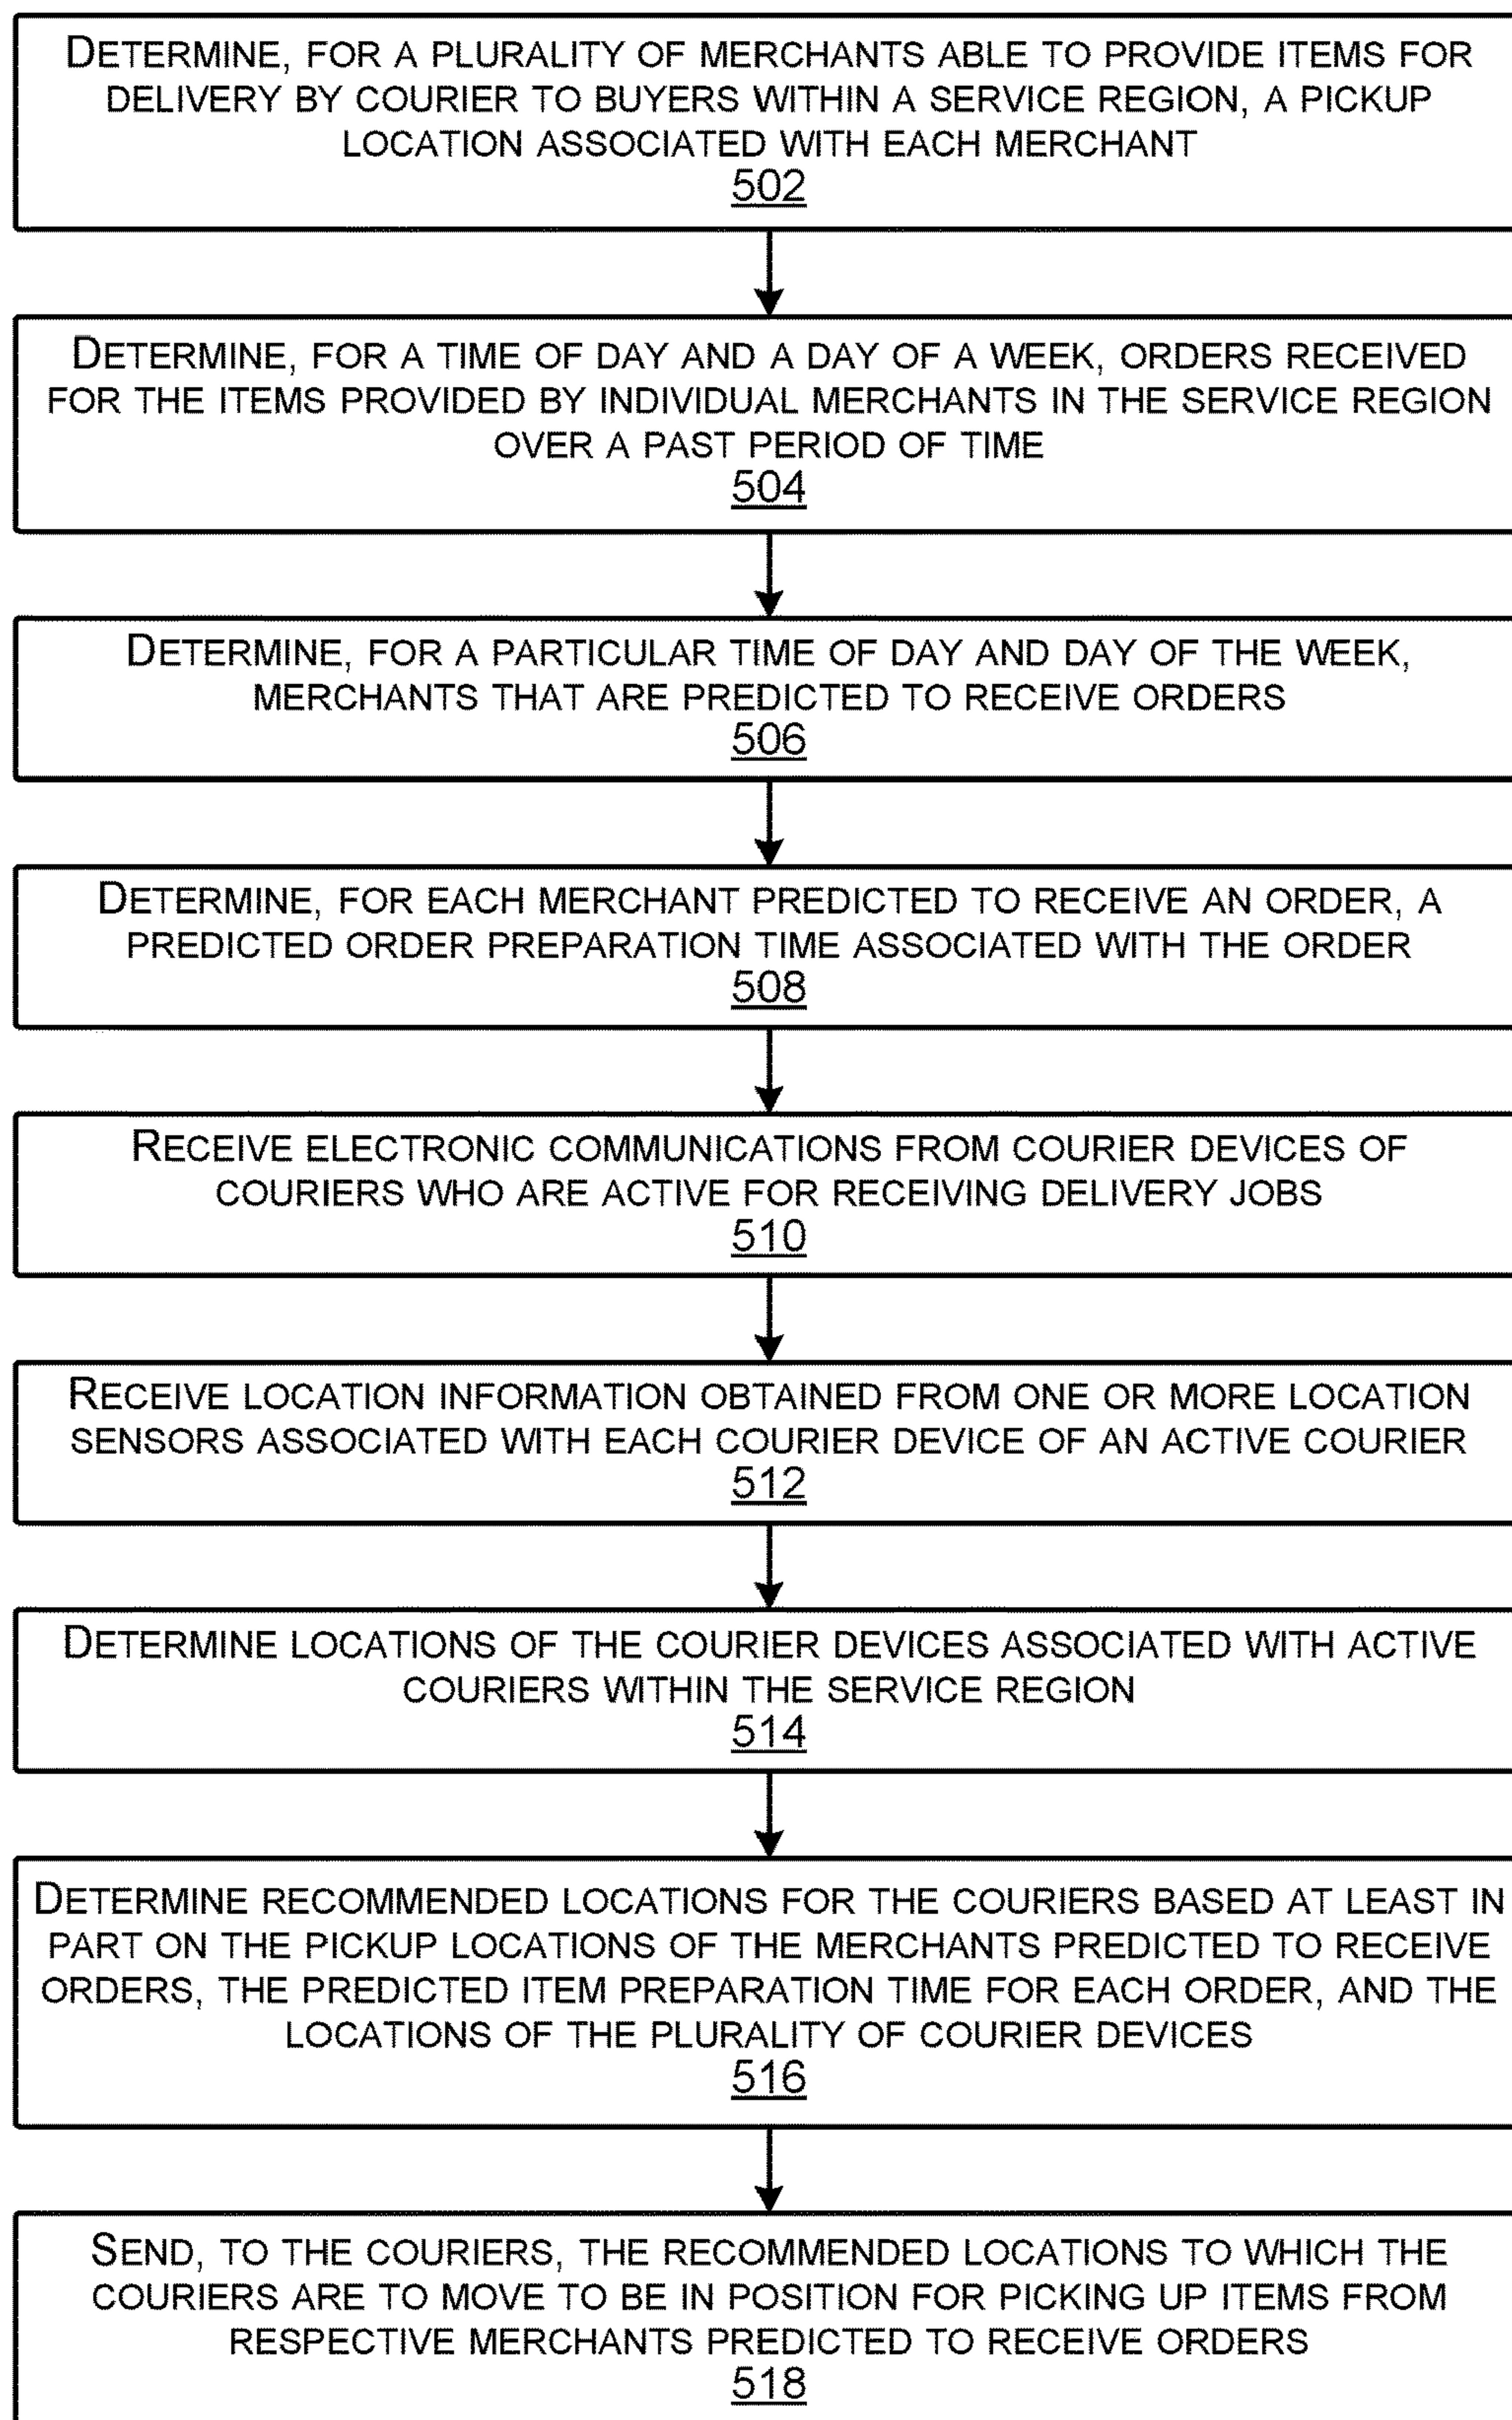 DETERMINE, FOR A PLURALITY OF MERCHANTS ABLE TO PROVIDE ITEMS FOR
DELIVERY BY COURIER TO BUYERS WITHIN A SERVICE REGION, A PICKUP
LOCATION ASSOCIATED WITH EACH MERCHANT
502
DETERMINE, FOR A TIME OF DAY AND A DAY OF A WEEK, ORDERS RECEIVED
FOR THE ITEMS PROVIDED BY INDIVIDUAL MERCHANTS IN THE SERVICE REGION
OVER A PAST PERIOD OF TIME
504
DETERMINE, FOR A PARTICULAR TIME OF DAY AND DAY OF THE WEEK,
MERCHANTS THAT ARE PREDICTED TO RECEIVE ORDERS
506
DETERMINE, FOR EACH MERCHANT PREDICTED TO RECEIVE AN ORDER, A
PREDICTED ORDER PREPARATION TIME ASSOCIATED WITH THE ORDER
508
RECEIVE ELECTRONIC COMMUNICATIONS FROM COURIER DEVICES OF
COURIERS WHO ARE ACTIVE FOR RECEIVING DELIVERY JOBS
510
RECEIVE LOCATION INFORMATION OBTAINED FROM ONE OR MORE LOCATION
SENSORS ASSOCIATED WITH EACH COURIER DEVICE OF AN ACTIVE COURIER
512
DETERMINE LOCATIONS OF THE COURIER DEVICES ASSOCIATED WITH ACTIVE
COURIERS WITHIN THE SERVICE REGION
514
DETERMINE RECOMMENDED LOCATIONS FOR THE COURIERS BASED AT LEAST IN
PART ON THE PICKUP LOCATIONS OF THE MERCHANTS PREDICTED TO RECEIVE
ORDERS, THE PREDICTED ITEM PREPARATION TIME FOR EACH ORDER, AND THE
LOCATIONS OF THE PLURALITY OF COURIER DEVICES
516
SEND, TO THE COURIERS, THE RECOMMENDED LOCATIONS TO WHICH THE
COURIERS ARE TO MOVE TO BE IN POSITION FOR PICKING UP ITEMS FROM
RESPECTIVE MERCHANTS PREDICTED TO RECEIVE ORDERS
518